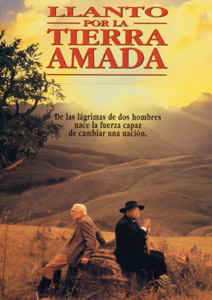 LLANTO
POR LA
TIERRA
AMADA
De las lágrimas de dos hombres
nace la fuerza capaz
de cambiar una nación.